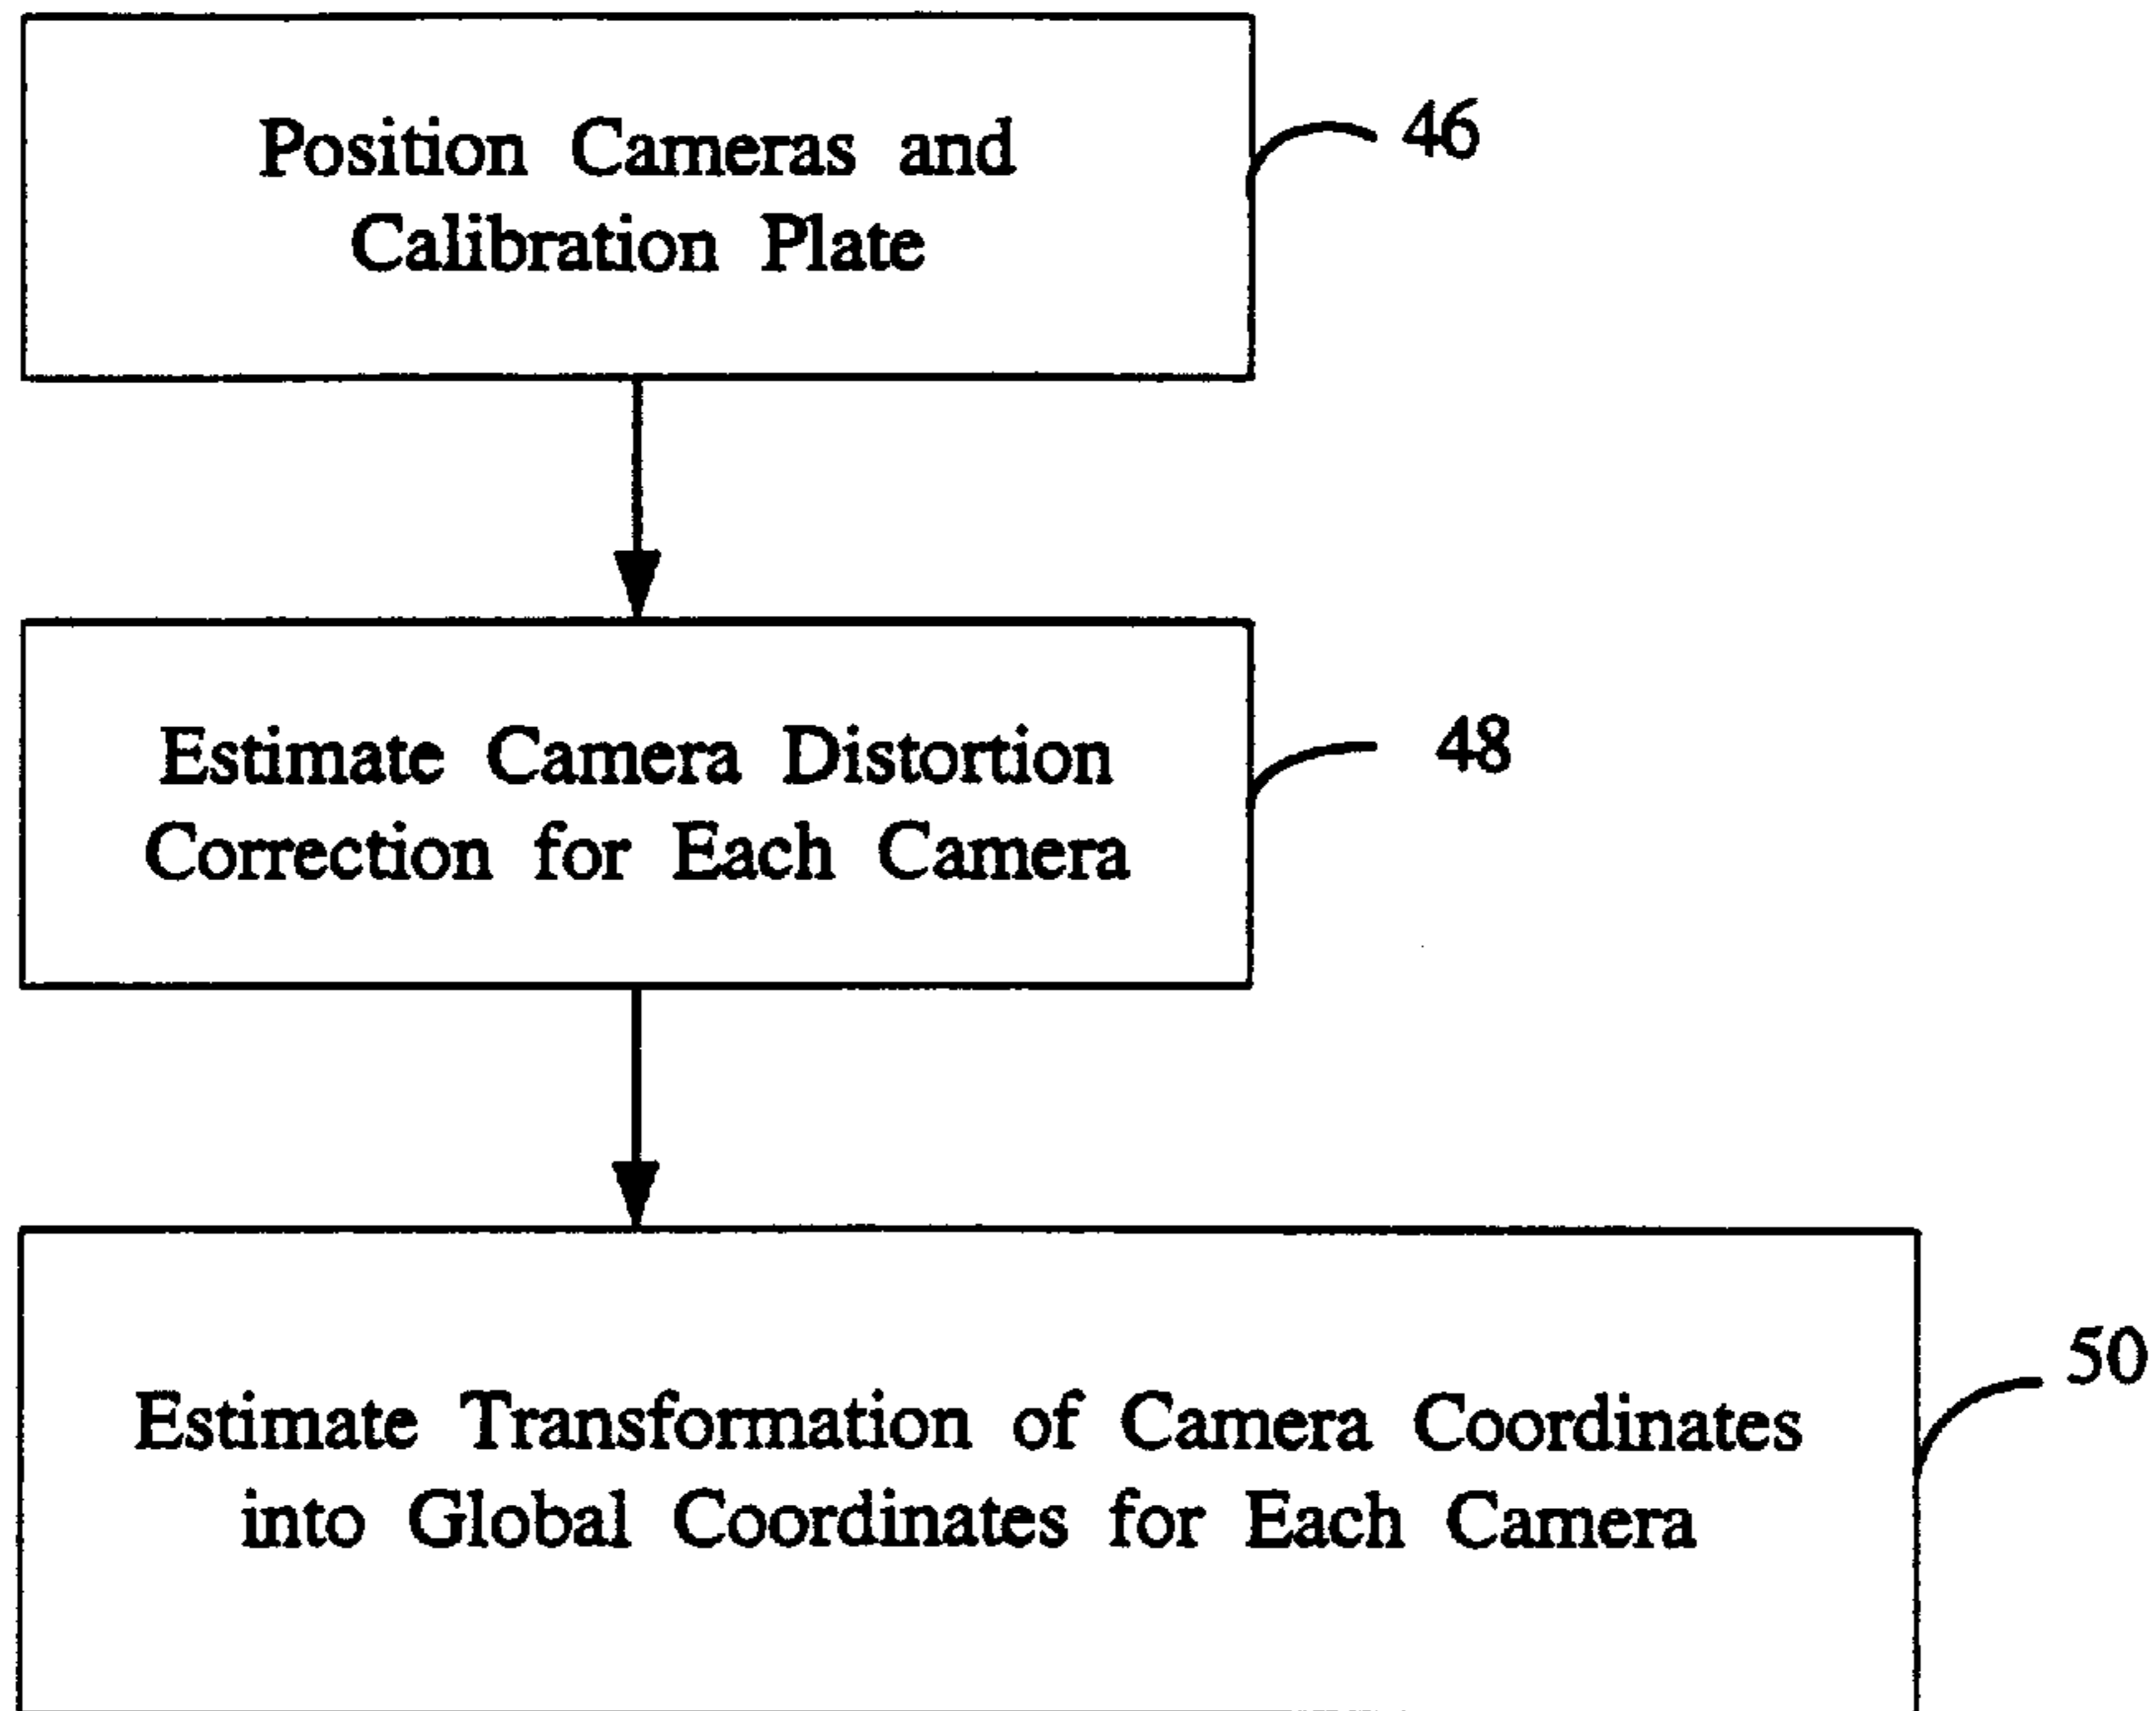 Position Cameras and
Calibration Plate
46
Estimate Camera Distortion
Correction for Each Camera
48
Estimate Transformation of Camera Coordinates
into Global Coordinates for Each Camera
50